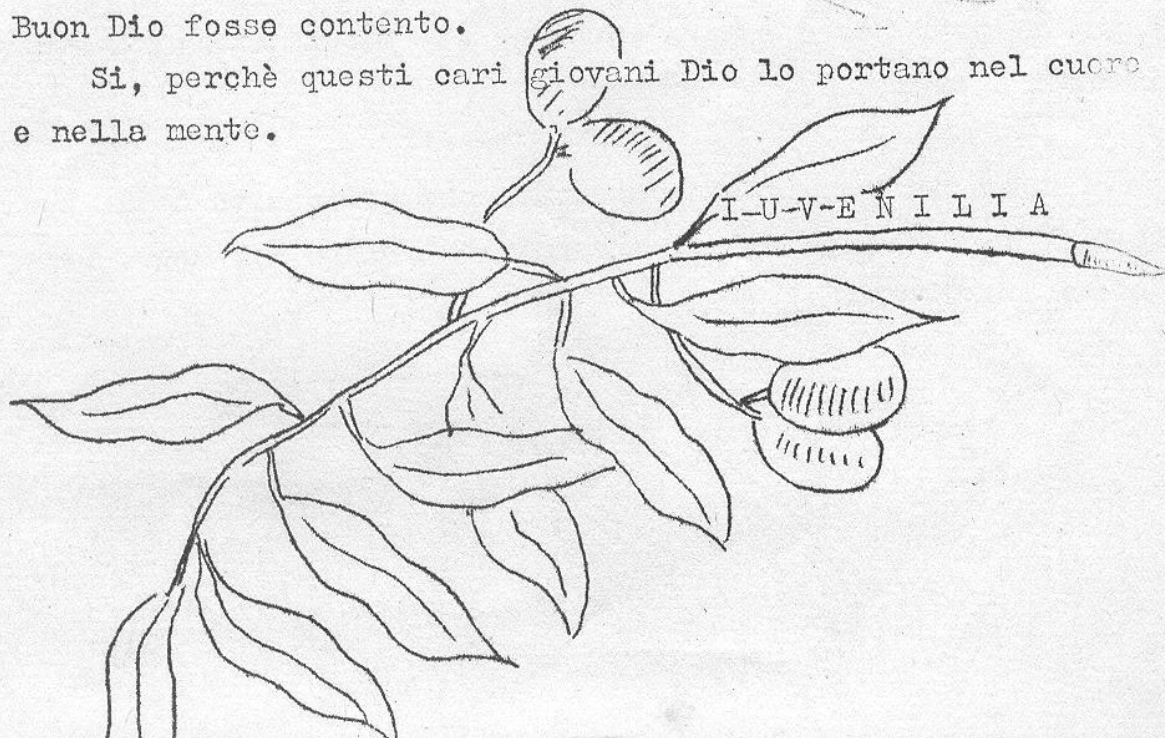 Buon Dio fosse contento.
Si, perchè questi cari giovani Dio lo portano nel cuore
e nella mente.
I-U-V-E N I L I A